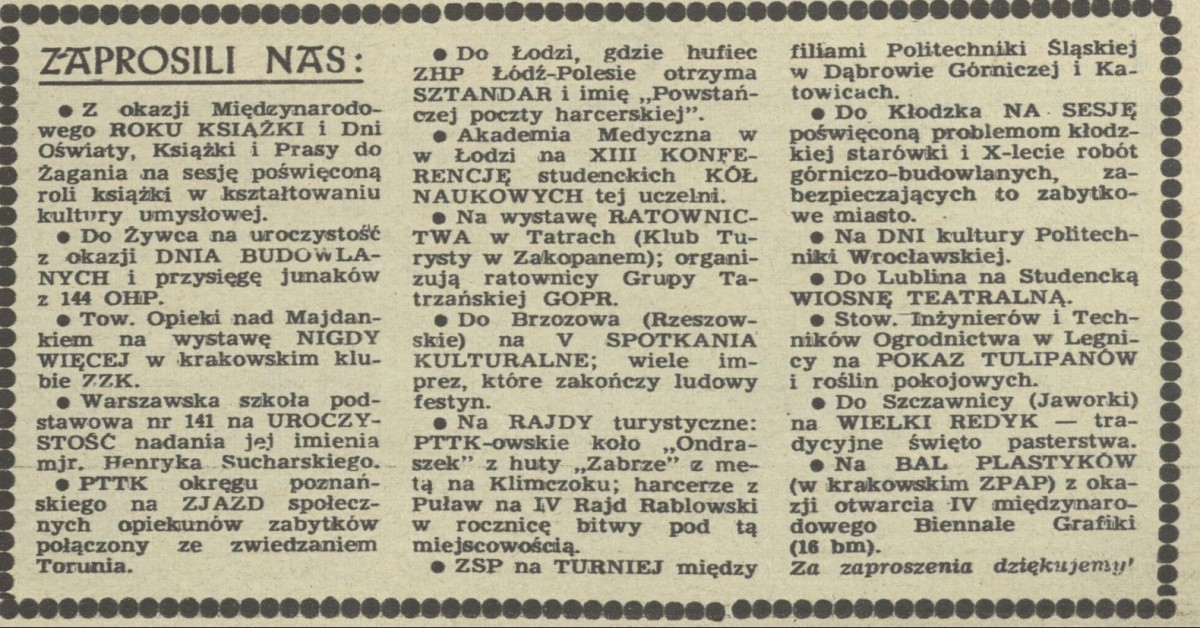 ZAPROSILI NAS:
● Z okazji Międzynarodo-
wego ROKU KSIĄŻKI i Dni
Oświaty, Książki i Prasy do
Żagania na sesję poświęconą
roli książki w kształtowaniu
kultury umysłowej.
● Do Żywca na uroczystość
z okazji DNIA BUDOWLA-
NYCH i przysięgę junaków
z 144 OHP.
● Tow. Opieki nad Majdan-
kiem na wystawę NIGDY
WIĘCEJ w krakowskim klu-
bie ZZK.
● Warszawska szkoła pod-
stawowa nr 141 na UROCZY-
STOŚĆ nadania jej imienia
mjr. Henryka Sucharskiego.
● PTTK okręgu poznań-
skiego na ZJAZD społecz-
nych opiekunów zabytków
połączony ze zwiedzaniem
Torunia.
● Do Łodzi, gdzie hufiec
ZHP Łódź-Polesie otrzyma
SZTANDAR i imię „Powstań-
czej poczty harcerskiej”.
● Akademia Medyczna w
w Łodzi na XIII KONFE-
RENCJĘ studenckich KÓŁ
NAUKOWYCH tej uczelni.
● Na wystawę RATOWNIC-
TWA w Tatrach (Klub Tu-
rysty w Zakopanem); organi-
zują ratownicy Grupy Ta-
trzańskiej GOPR.
● Do Brzozowa (Rzeszow-
skie) na V SPOTKANIA
KULTURALNE; wiele im-
prez, które zakończy ludowy
festyn.
● Na RAJDY turystyczne:
PTTK-owskie koło „Ondra-
szek” z huty „Zabrze” z me-
tą na Klimczoku; harcerze z
Puław na IV Rajd Rablowski
w rocznicę bitwy pod tą
miejscowością.
● ZSP na TURNIEJ między
filiami Politechniki Śląskiej
w Dąbrowie Górniczej i Ka-
towicach.
● Do Kłodzka NA SESJĘ
poświęconą problemom kłodz-
kiej starówki i X-lecie robót
górniczo-budowlanych, za-
bezpieczających to zabytko-
we miasto.
● Na DNI kultury Politech-
niki Wrocławskiej.
● Do Lublina na Studencką
WIOSNĘ TEATRALNĄ.
● Stow. Inżynierów i Tech-
ników Ogrodnictwa w Legni-
cy na POKAZ TULIPANÓW
i roślin pokojowych.
● Do Szczawnicy (Jaworki)
na WIELKI REDYK — tra-
dycyjne święto pasterstwa.
● Na BAL PLASTYKÓW
(w krakowskim ZPAP) z oka-
zji otwarcia IV międzynaro-
dowego Biennale Grafiki
(16 bm).
Za zaproszenia dziękujemy!